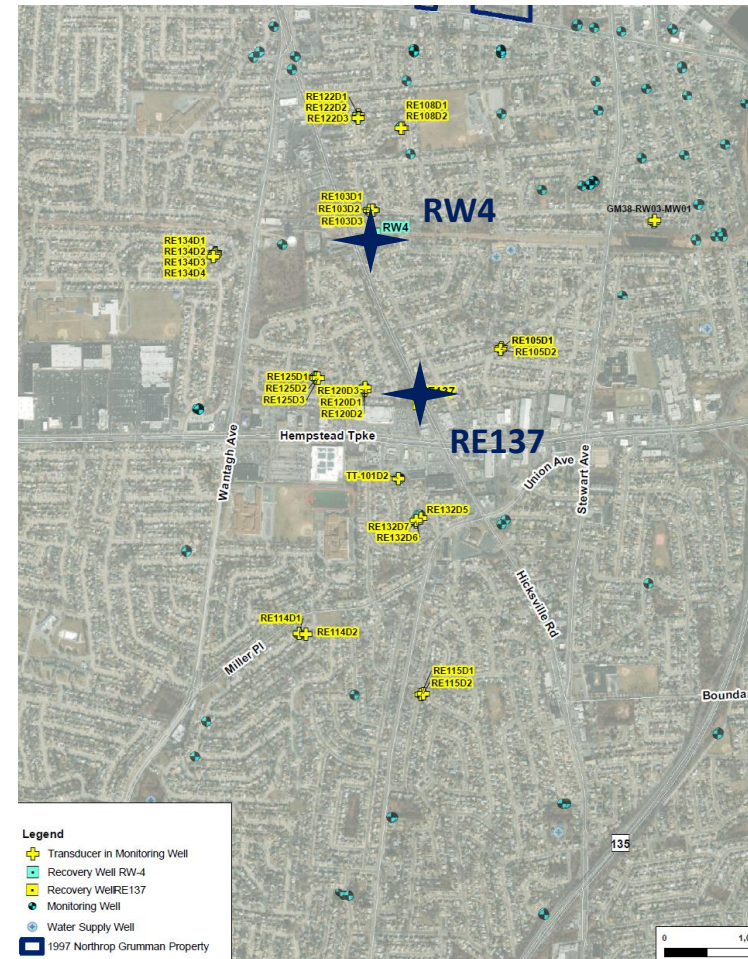 RE122D1
RE122D2
RE122D3
RE108D1
RE108D2
RE103D1
RE103D2
RE103D3
RW4
RW4
GM38-RW03-MW01
RE134D1
RE134D2
RE134D3
RE134D4
RE105D1
RE105D2
RE125D1
RE125D2
RE125D3
RE120D3
RE120D1
RE120D2
RE137
Hempstead Tpke
Wantagh Ave
Union Ave
Stewart Ave
TT-101D2
RE132D5
RE132D7
RE132D6
Hicksville Rd
RE114D1
RE114D2
Miller Pl
RE115D1
RE115D2
Bounda
135
Legend
Transducer in Monitoring Well
Recovery Well RW-4
Recovery WellRE137
Monitoring Well
Water Supply Well
1997 Northrop Grumman Property
0